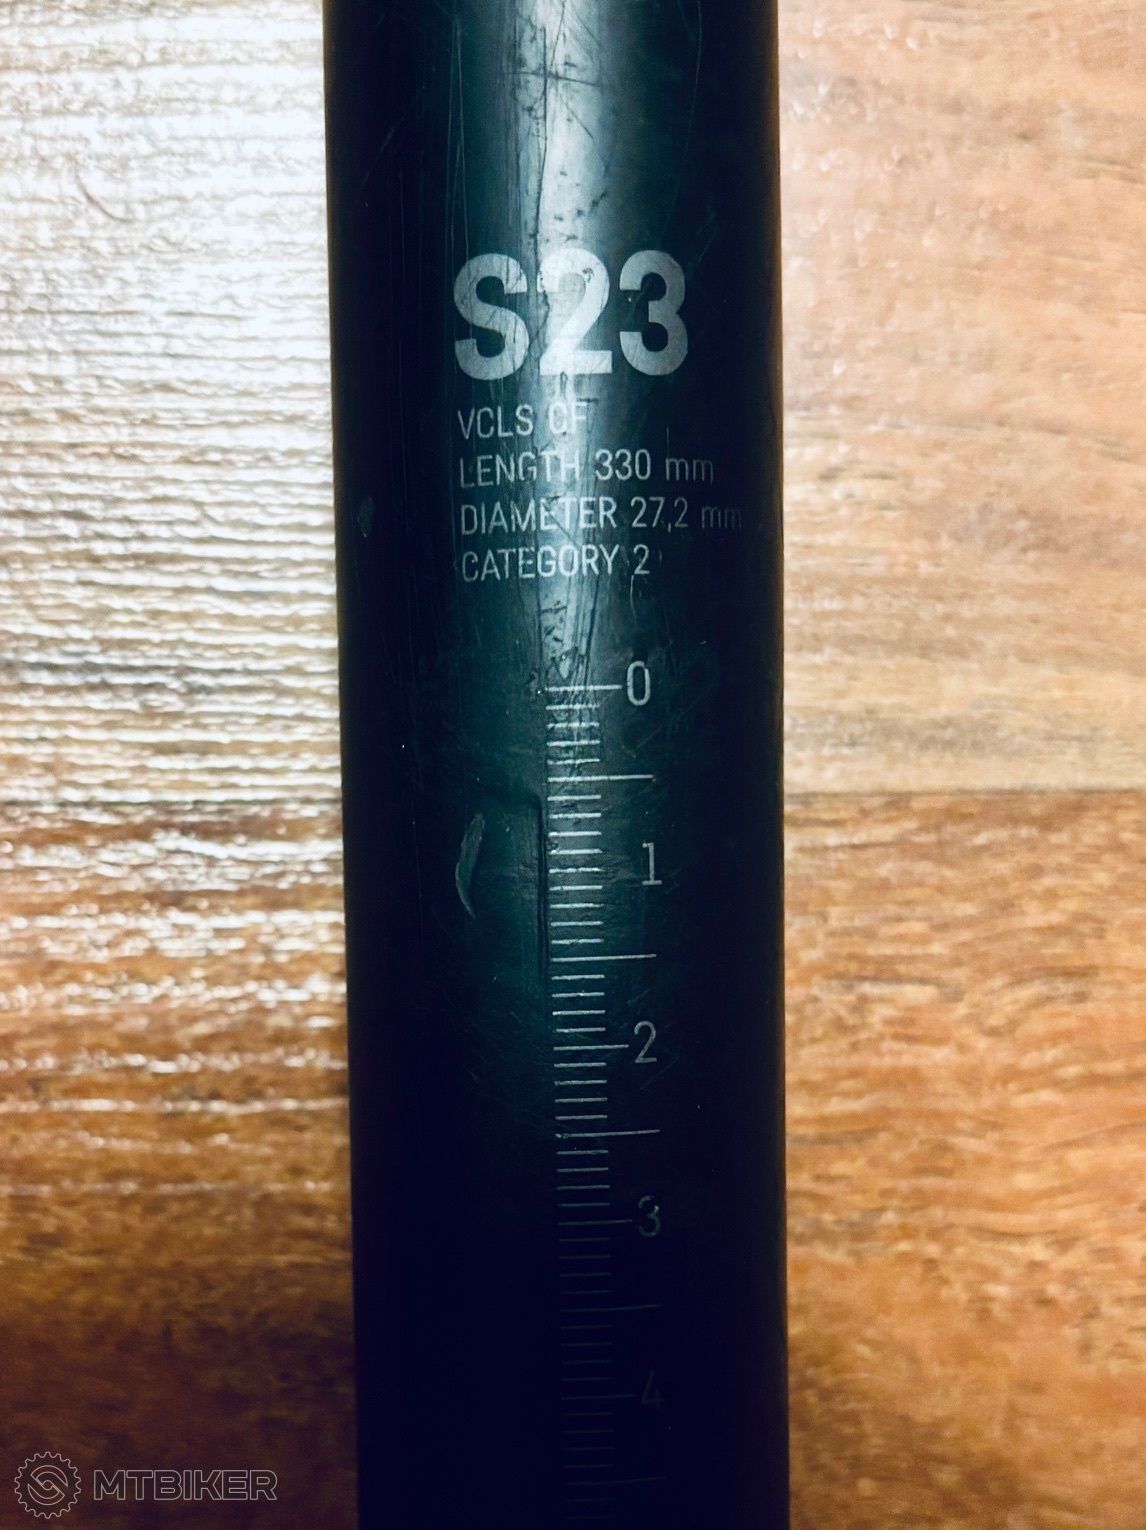 S23
VCLS CF
LENGTH 330 mm
DIAMETER 27,2 mm
CATEGORY 2
0
1
2
3
4
MTBIKER